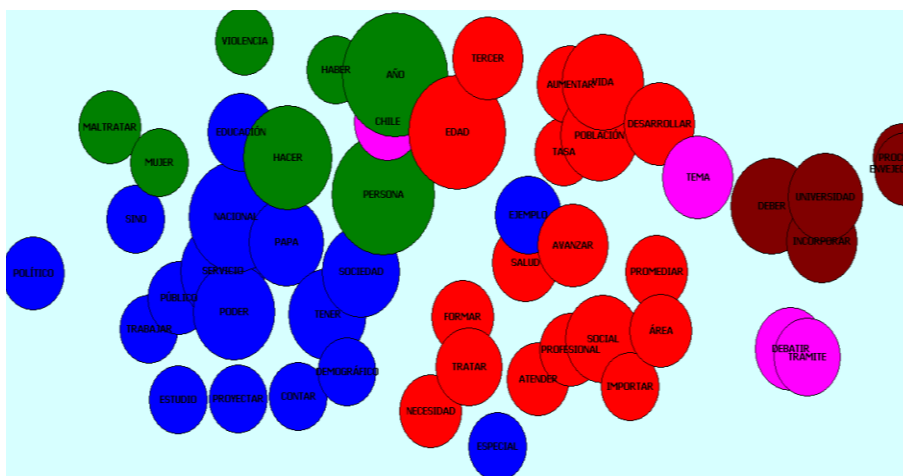 VIOLENCIA
HABER
AÑO
TERCER
AUMENTAR
VIDA
MALTRATAR
EDUCACIÓN
CHILE
EDAD
TASA
POBLACIÓN
DESARROLLAR
MUJER
HACER
PERSONA
TEMA
SINO
NACIONAL
EJEMPLO
DEBER
UNIVERSIDAD
PARA
AVANZAR
INCORPORAR
POLÍTICO
SERVICIO
SOCIEDAD
SALUD
PROMEDIAR
PÚBLICO
PODER
TENER
FORMAR
TRABAJAR
SOCIAL
ÁREA
PROFESIONAL
DEBATIR
TRÁMITE
DEMOGRÁFICO
TRATAR
ATENDER
IMPORTAR
ESTUDIO
PROYECTAR
CONTAR
NECESIDAD
ESPECIAL